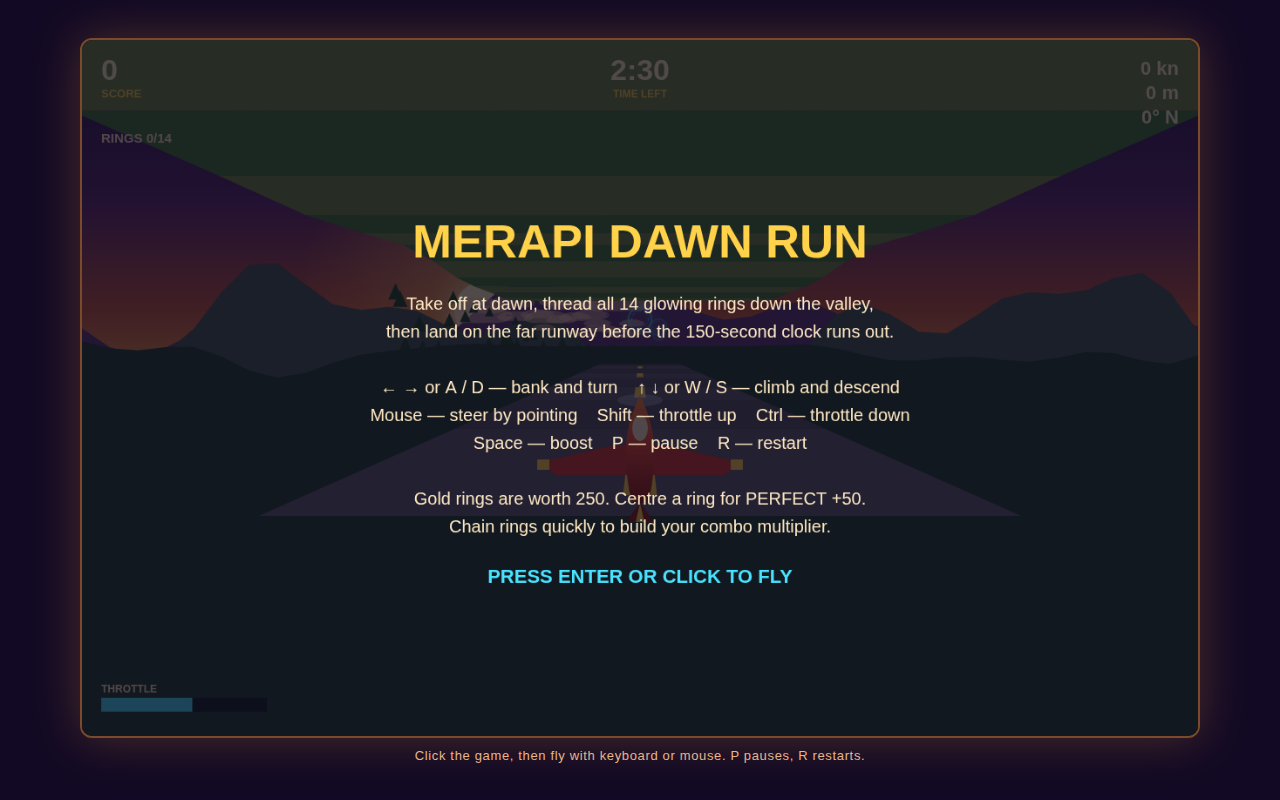 0
SCORE
2:30
TIME LEFT
0 kn
0 m
0° N
RINGS 0/14
MERAPI DAWN RUN
Take off at dawn, thread all 14 glowing rings down the valley,
then land on the far runway before the 150-second clock runs out.
← → or A / D — bank and turn ↑ ↓ or W / S — climb and descend
Mouse — steer by pointing Shift — throttle up Ctrl — throttle down
Space — boost P — pause R — restart
Gold rings are worth 250. Centre a ring for PERFECT +50.
Chain rings quickly to build your combo multiplier.
PRESS ENTER OR CLICK TO FLY
THROTTLE
Click the game, then fly with keyboard or mouse. P pauses, R restarts.